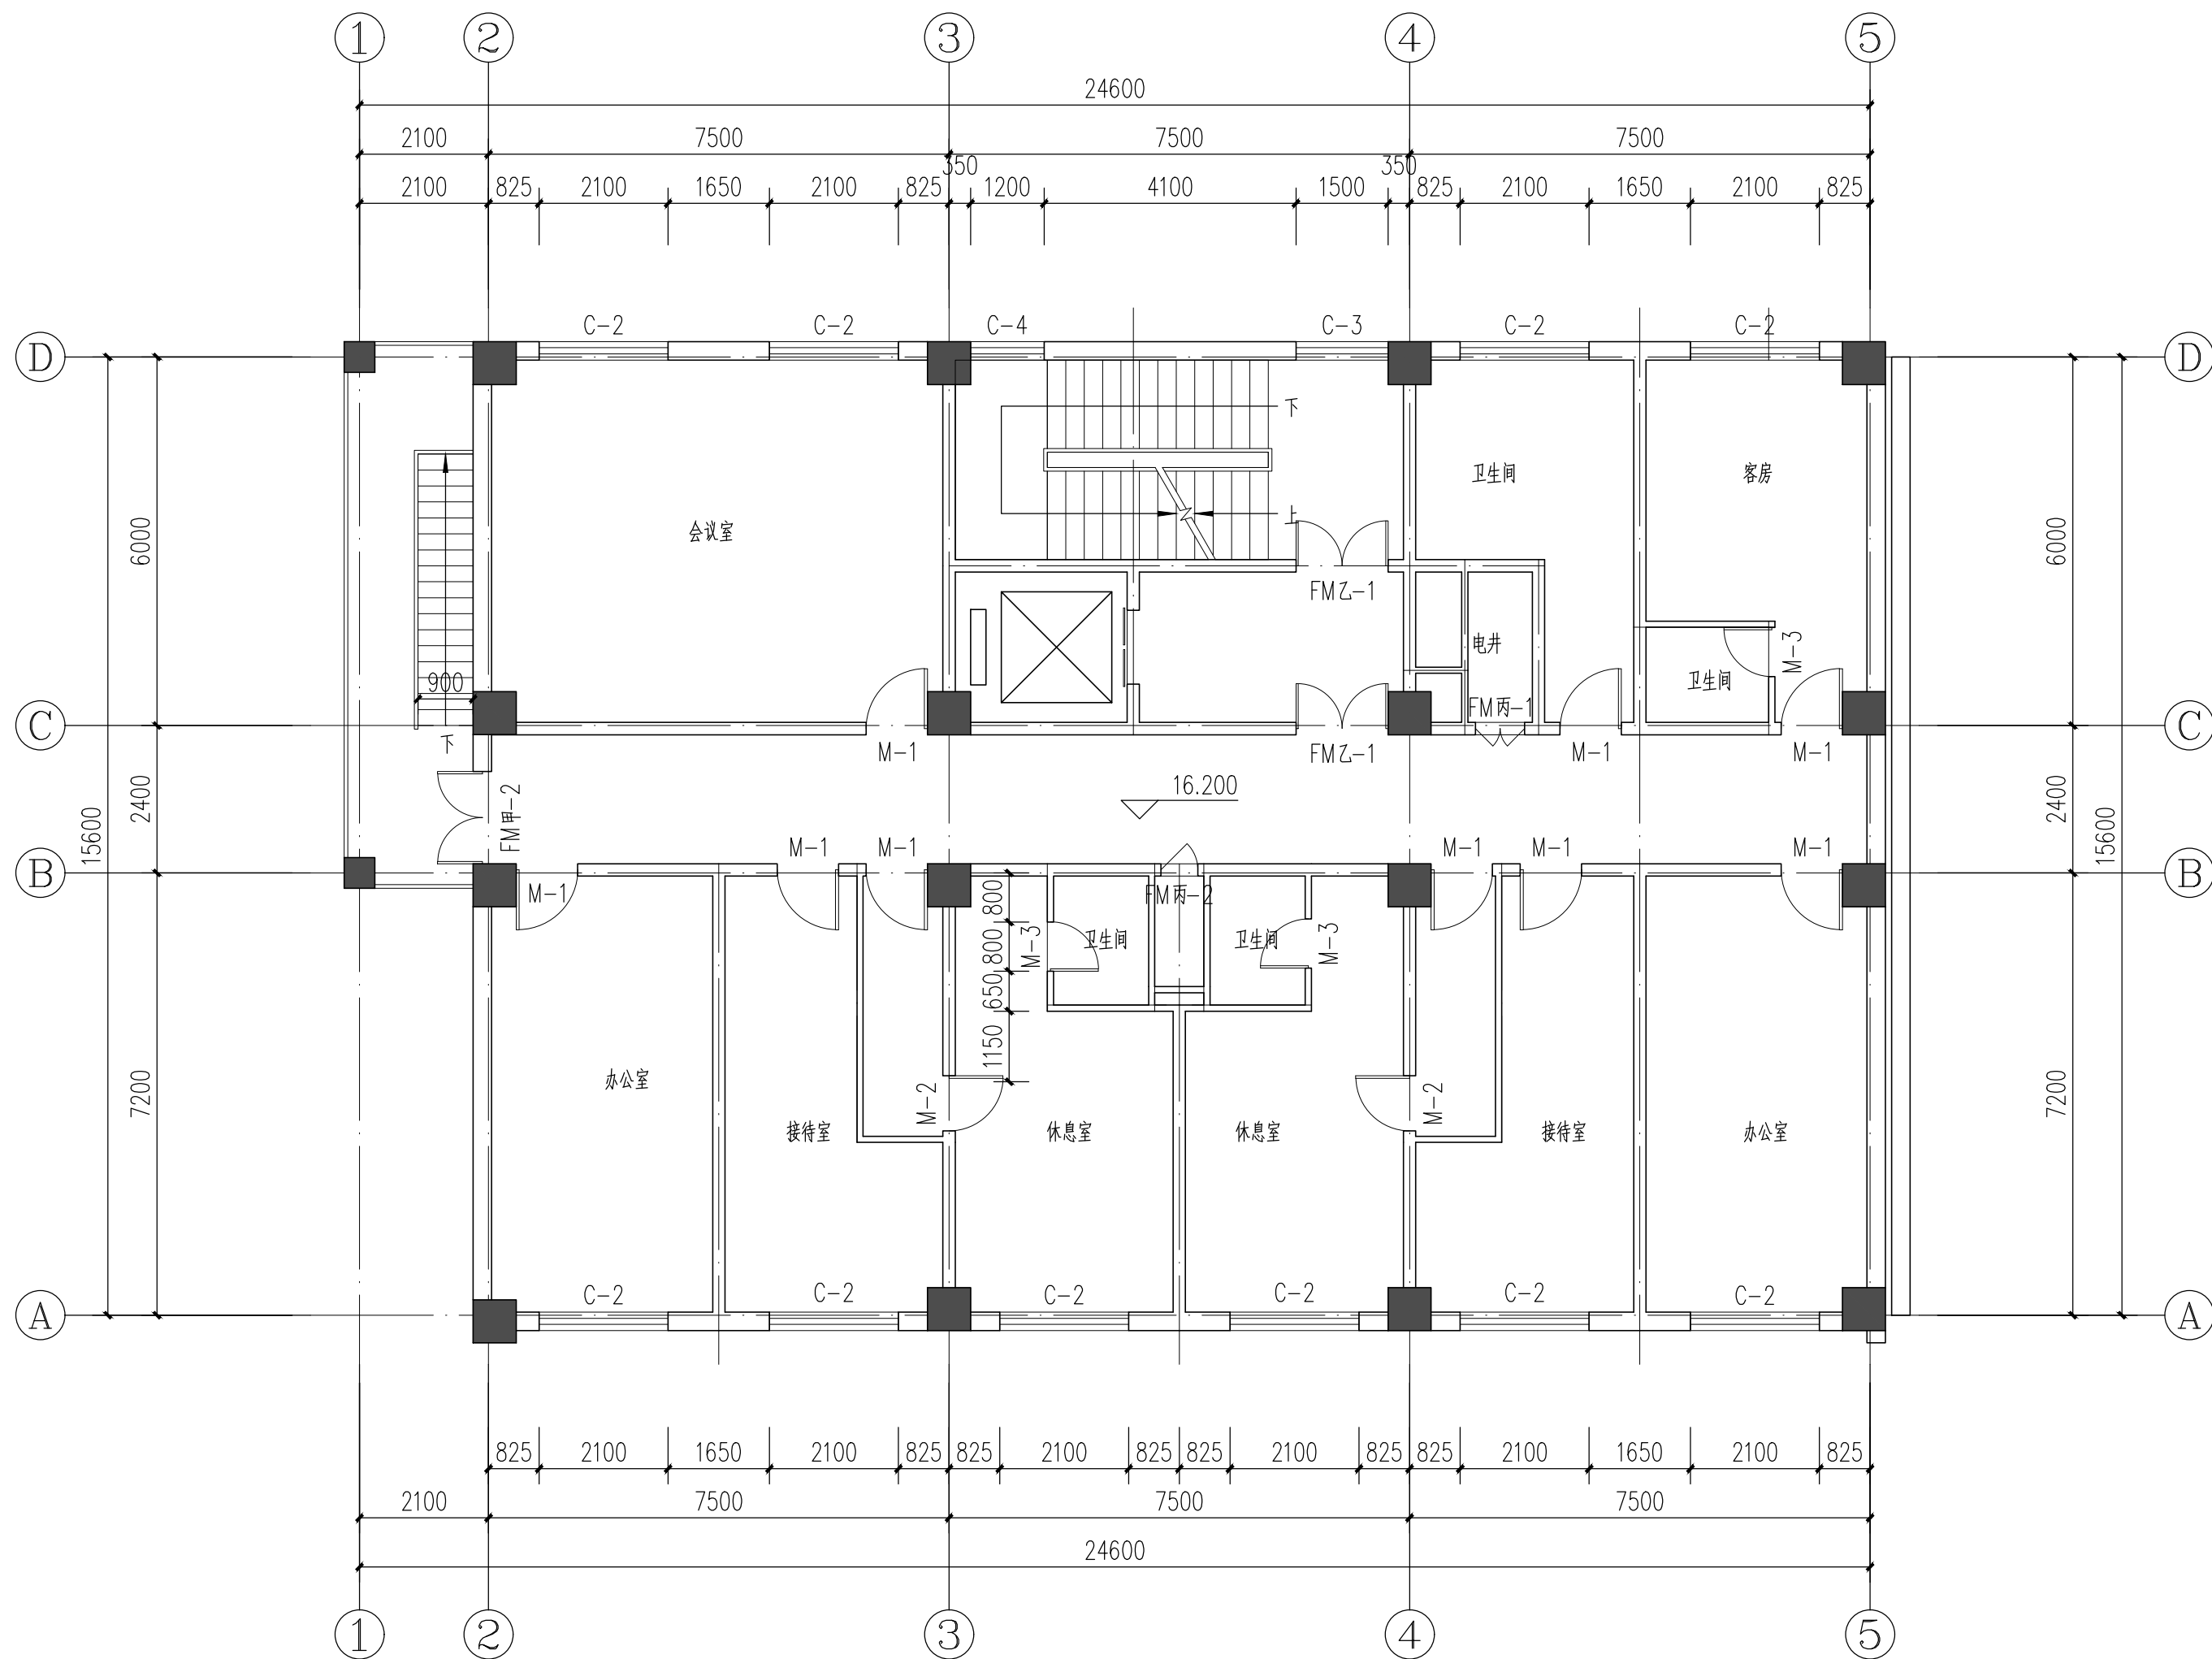 1 2 3 4 5
24600
2100 7500 7500 7500
350 350
2100 825 2100 1650 2100 825 1200 4100 1500 825 2100 1650 2100 825
C-2 C-2 C-4 C-3 C-2 C-2
D D
下
卫生间 客房
上
会议室
6000 6000
FM乙-1
电井 M-3
900 卫生间
FM丙-1
C C
下 M-1 FM乙-1 M-1 M-1
16.200
2400 FM甲-2 2400
15600 15600
M-1 M-1 M-1 M-1 M-1
B B
M-1 800 FM丙-2
800 M-3 卫生间 卫生间 M-3
650
1150
办公室
7200 M-2 M-2 7200
接待室 休息室 休息室 接待室 办公室
C-2 C-2 C-2 C-2 C-2 C-2
A A
825 2100 1650 2100 825 825 2100 825 825 2100 825 825 2100 1650 2100 825
2100 7500 7500 7500
24600
1 2 3 4 5